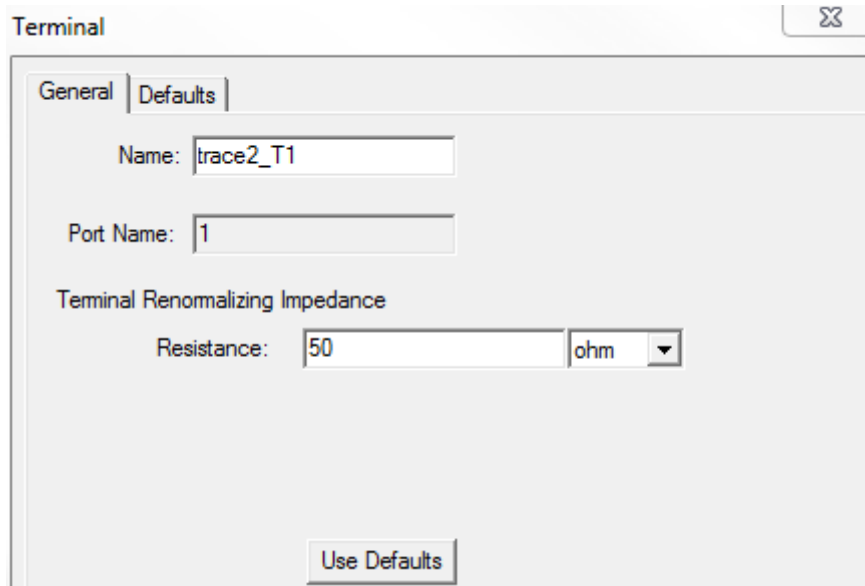 Terminal
General Defaults
Name: trace2_T1
Port Name: 1
Terminal Renormalizing Impedance
Resistance: 50 ohm
Use Defaults